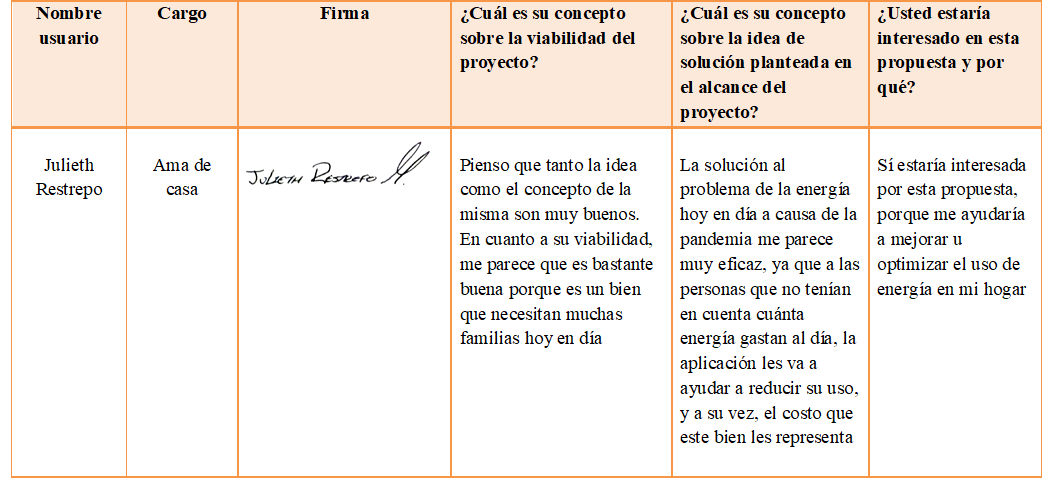 Nombre
usuario
Cargo
Firma
¿Cuál es su concepto
sobre la viabilidad del
proyecto?
¿Cuál es su concepto
sobre la idea de
solución planteada en
el alcance del
proyecto?
¿Usted estaría
interesado en esta
propuesta y por
qué?
Julieth
Restrepo
Ama de
casa
JULIETH RESTREPO M.
Pienso que tanto la idea
como el concepto de la
misma son muy buenos.
En cuanto a su viabilidad,
me parece que es bastante
buena porque es un bien
que necesitan muchas
familias hoy en día
La solución al
problema de la energía
hoy en día a causa de la
pandemia me parece
muy eficaz, ya que a las
personas que no tenían
en cuenta cuánta
energía gastan al día, la
aplicación les va a
ayudar a reducir su uso,
y a su vez, el costo que
este bien les representa
Sí estaría interesada
por esta propuesta,
porque me ayudaría
a mejorar u
optimizar el uso de
energía en mi hogar